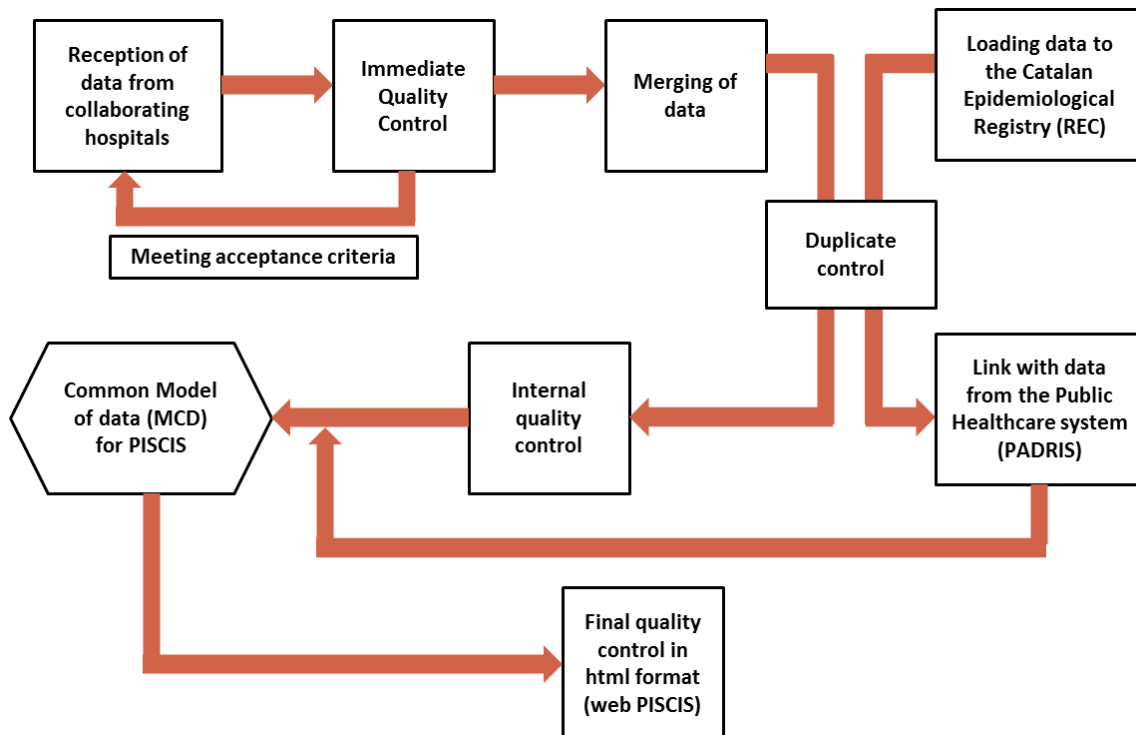 Reception of
data from
collaborating
hospitals
Immediate
Quality
Control
Merging of
data
Loading data to
the Catalan
Epidemiological
Registry (REC)
Meeting acceptance criteria
Duplicate
control
Common Model
of data (MCD)
for PISCIS
Internal
quality
control
Link with data
from the Public
Healthcare system
(PADRIS)
Final quality
control in
html format
(web PISCIS)